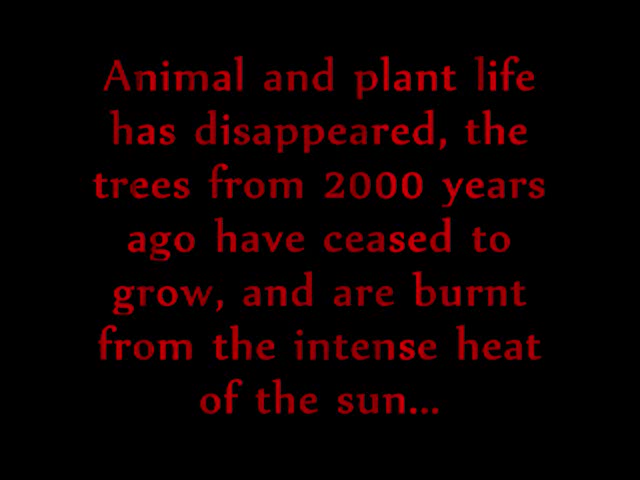 Animal and plant life
has disappeared, the
trees from 2000 years
ago have ceased to
grow, and are burnt
from the intense heat
of the sun...